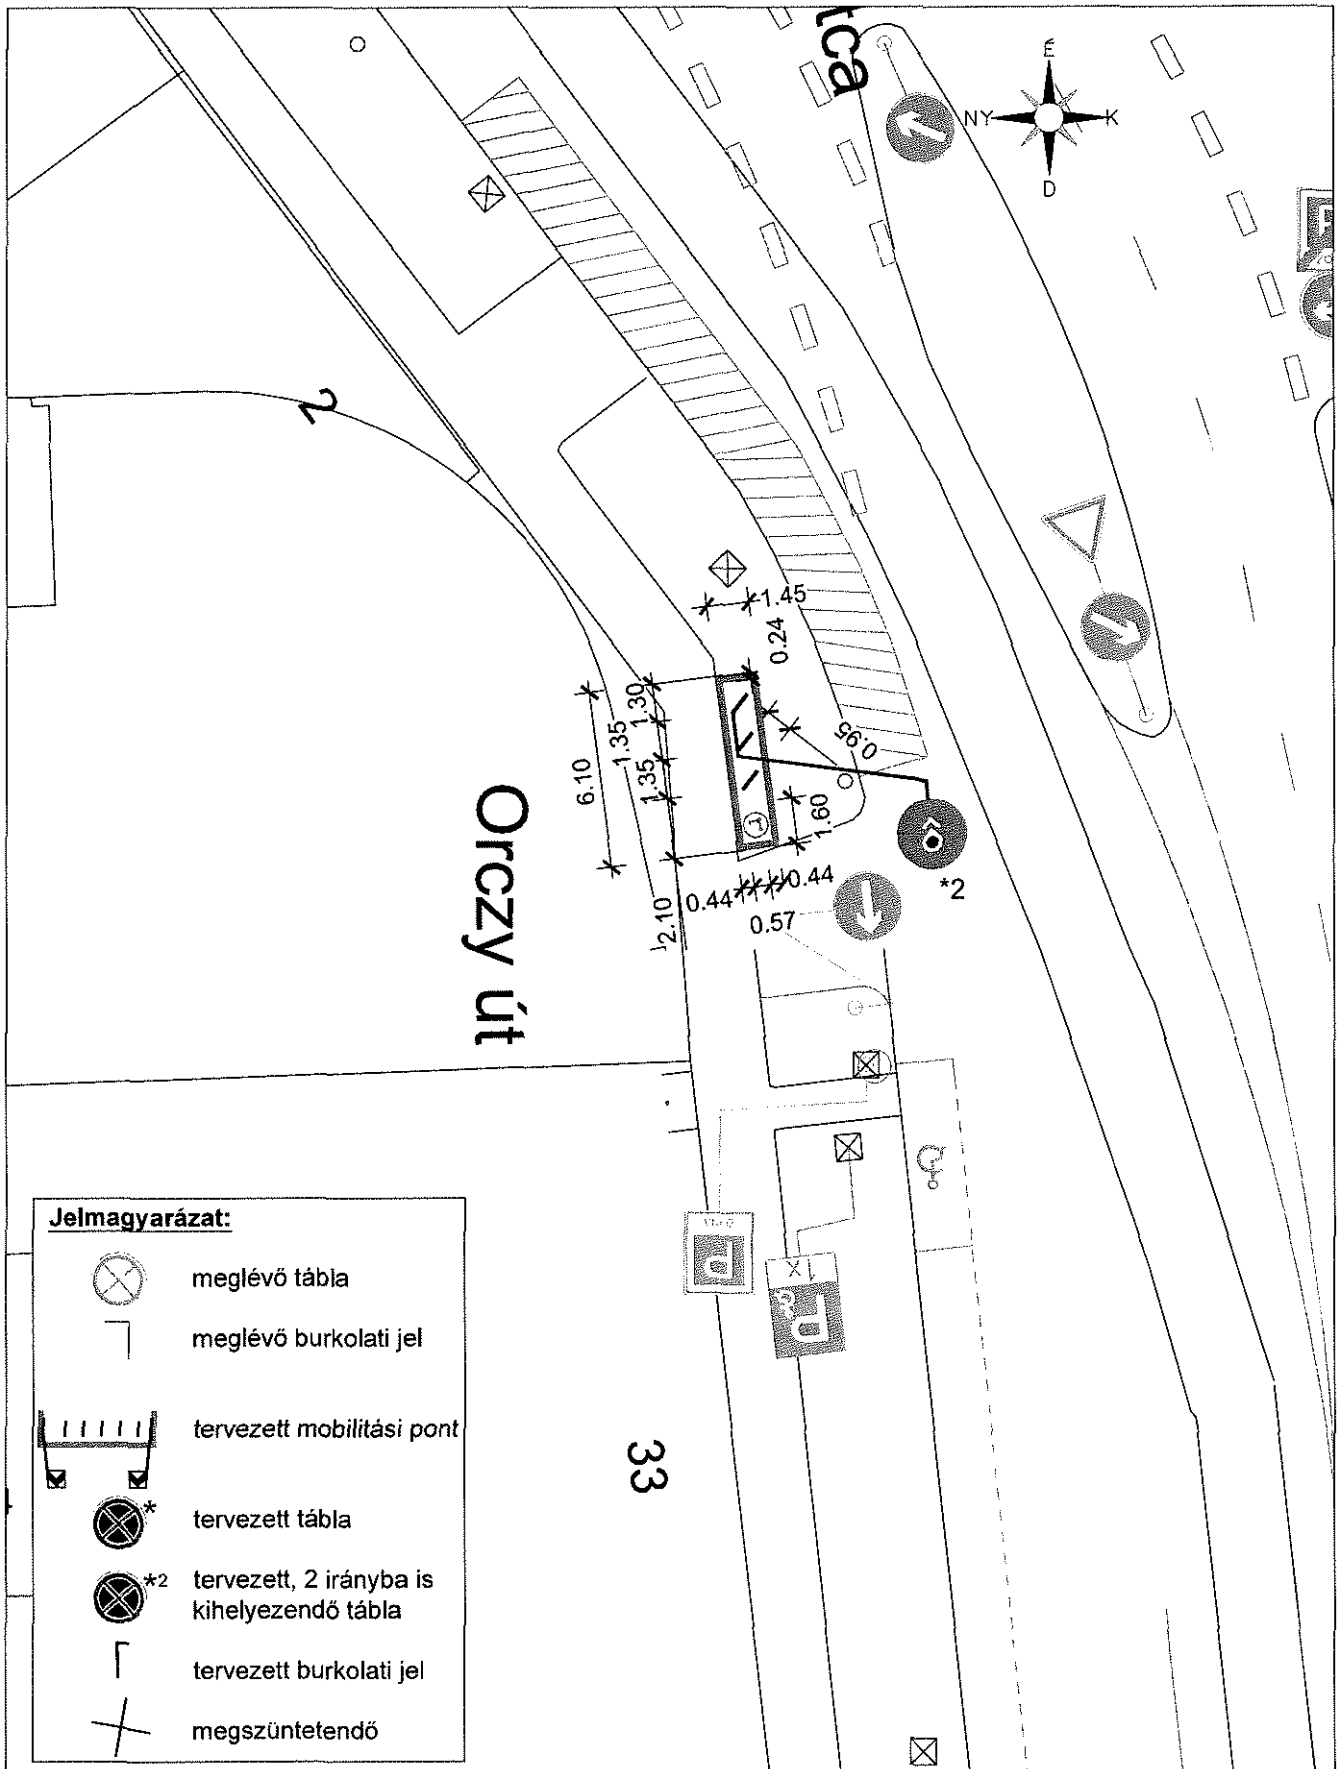 tca
É
NY
K
D
P
2
1.45
0.24
1.30
1.35
1.35
6.10
0.95
1.60
0.44
0.44
0.57
2.10
*2
Orczy út
P
P
33
Jelmagyarázat:
meglévő tábla
meglévő burkolati jel
tervezett mobilitási pont
* tervezett tábla
*2 tervezett, 2 irányba is
kihelyezendő tábla
tervezett burkolati jel
megszüntetendő